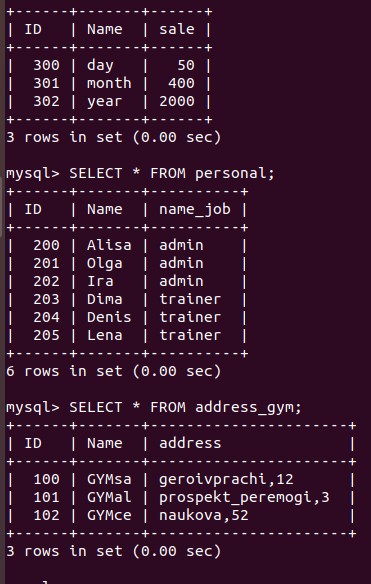 +------+-------+------+
| ID   | Name  | sale |
+------+-------+------+
|  300 | day   |   50 |
|  301 | month |  400 |
|  302 | year  | 2000 |
+------+-------+------+
3 rows in set (0.00 sec)
mysql> SELECT * FROM personal;
+------+-------+----------+
| ID   | Name  | name_job |
+------+-------+----------+
|  200 | Alisa | admin    |
|  201 | Olga  | admin    |
|  202 | Ira   | admin    |
|  203 | Dima  | trainer  |
|  204 | Denis | trainer  |
|  205 | Lena  | trainer  |
+------+-------+----------+
6 rows in set (0.00 sec)
mysql> SELECT * FROM address_gym;
+------+-------+----------------------+
| ID   | Name  | address              |
+------+-------+----------------------+
|  100 | GYMsa | geroivprachi,12      |
|  101 | GYMal | prospekt_peremogi,3  |
|  102 | GYMce | naukova,52           |
+------+-------+----------------------+
3 rows in set (0.00 sec)